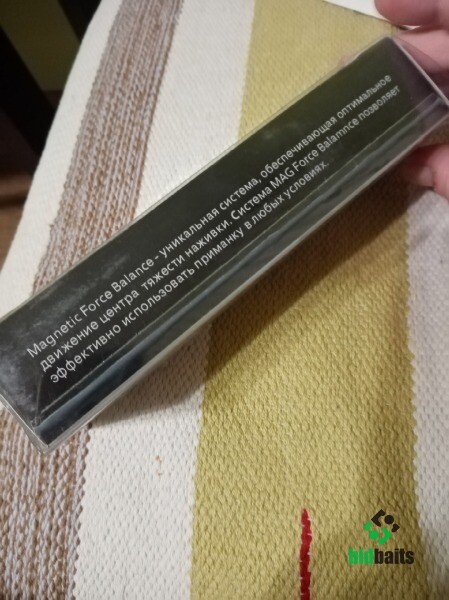 Magnetic Force Balance - уникальная система, обеспечивающая оптимальное
движение центра тяжести наживки. Система MAG Force Balamnce позволяет
эффективно использовать приманку в любых условиях.
bidbaits